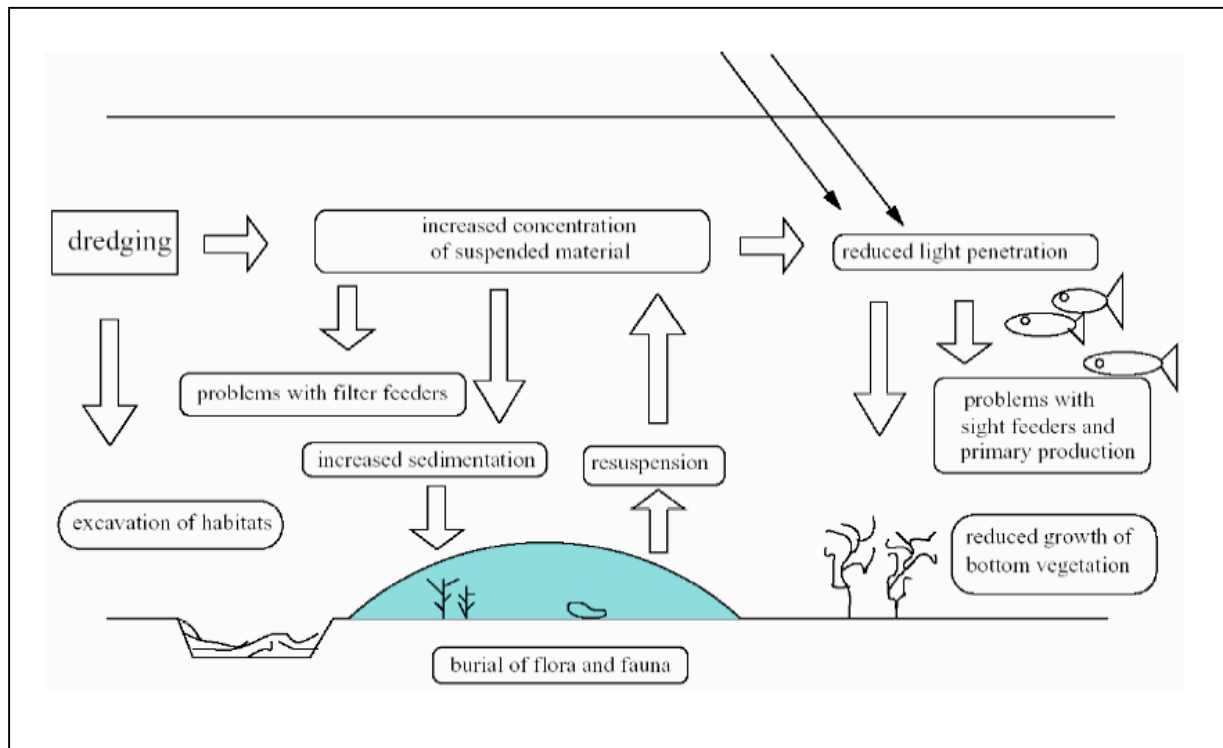 dredging
increased concentration
of suspended material
reduced light penetration
problems with filter feeders
problems with
sight feeders and
primary production
increased sedimentation
resuspension
excavation of habitats
reduced growth of
bottom vegetation
burial of flora and fauna